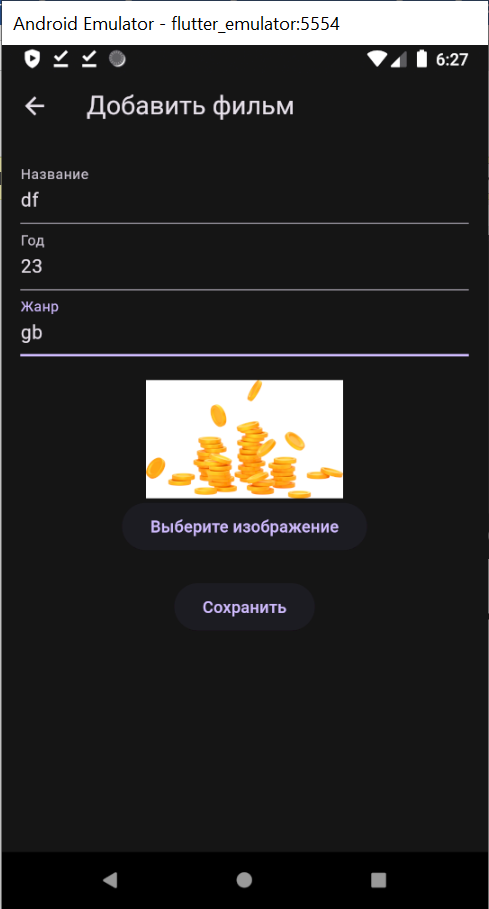 Android Emulator - flutter_emulator:5554
6:27
Добавить фильм
Название
df
Год
23
Жанр
gb
Выберите изображение
Сохранить